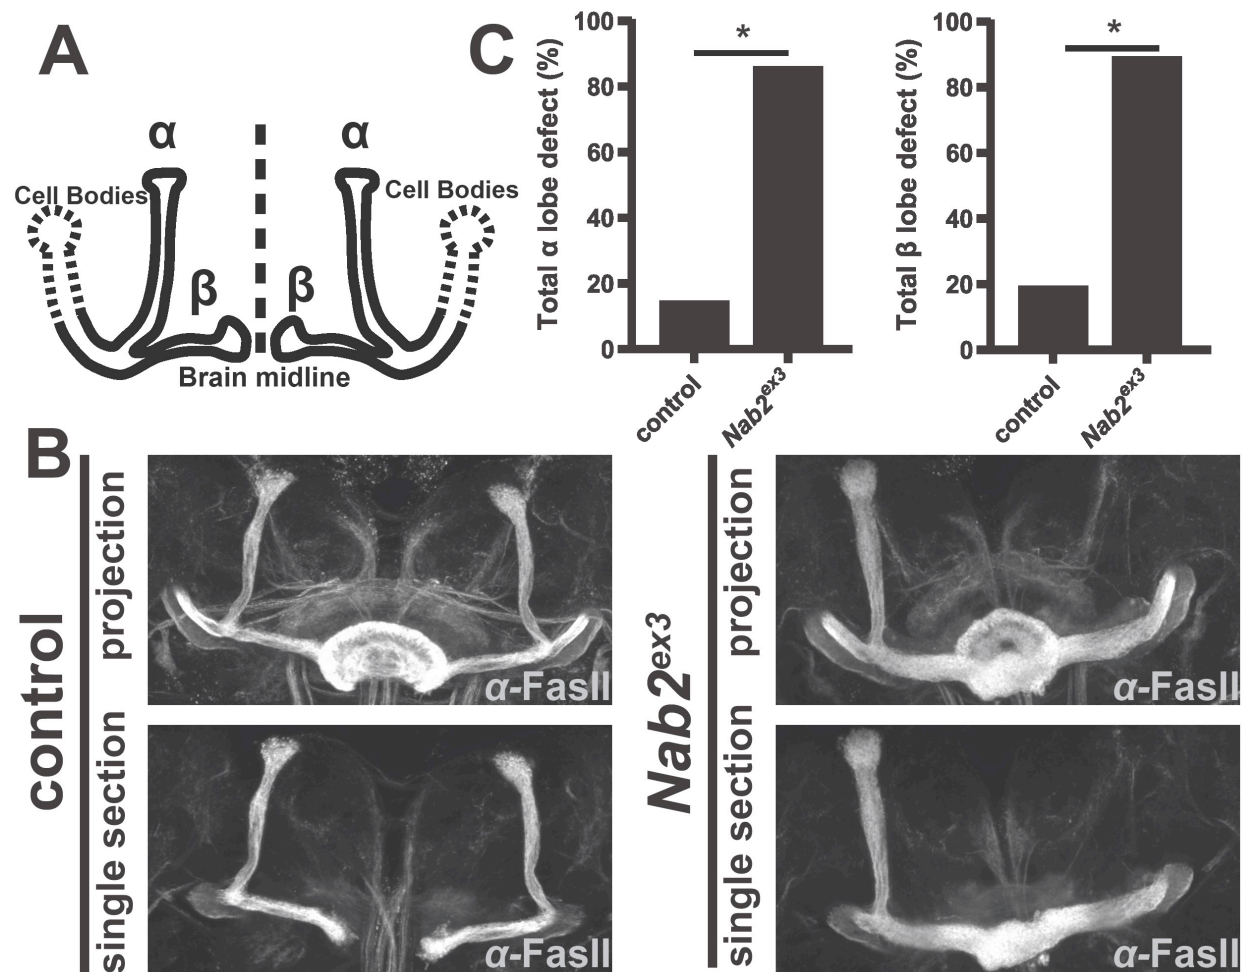 A
α
α
Cell Bodies
Cell Bodies
β
β
Brain midline
C
Total α lobe defect (%)
100
80
60
40
20
0
*
control
Nab2ex3
Total β lobe defect (%)
100
80
60
40
20
0
*
control
Nab2ex3
B
control
projection
α-FasII
single section
α-FasII
Nab2ex3
projection
α-FasII
single section
α-FasII